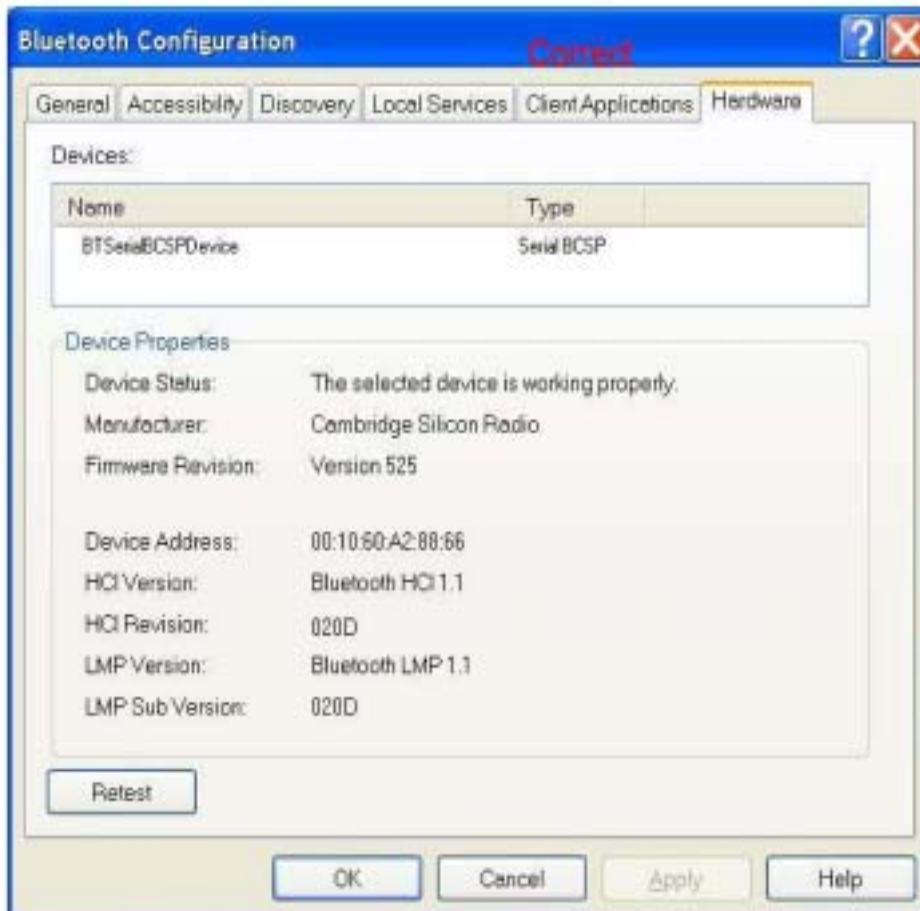 Bluetooth Configuration
Correct
General Accessibility Discovery Local Services Client Applications Hardware
Devices:
Name Type
BTSerialBCSPDevice Serial BCSP
Device Properties
Device Status: The selected device is working properly.
Manufacturer: Cambridge Silicon Radio
Firmware Revision: Version 525
Device Address: 00:10:60:A2:88:66
HCI Version: Bluetooth HCI 1.1
HCI Revision: 020D
LMP Version: Bluetooth LMP 1.1
LMP Sub Version: 020D
Retest
OK Cancel Apply Help